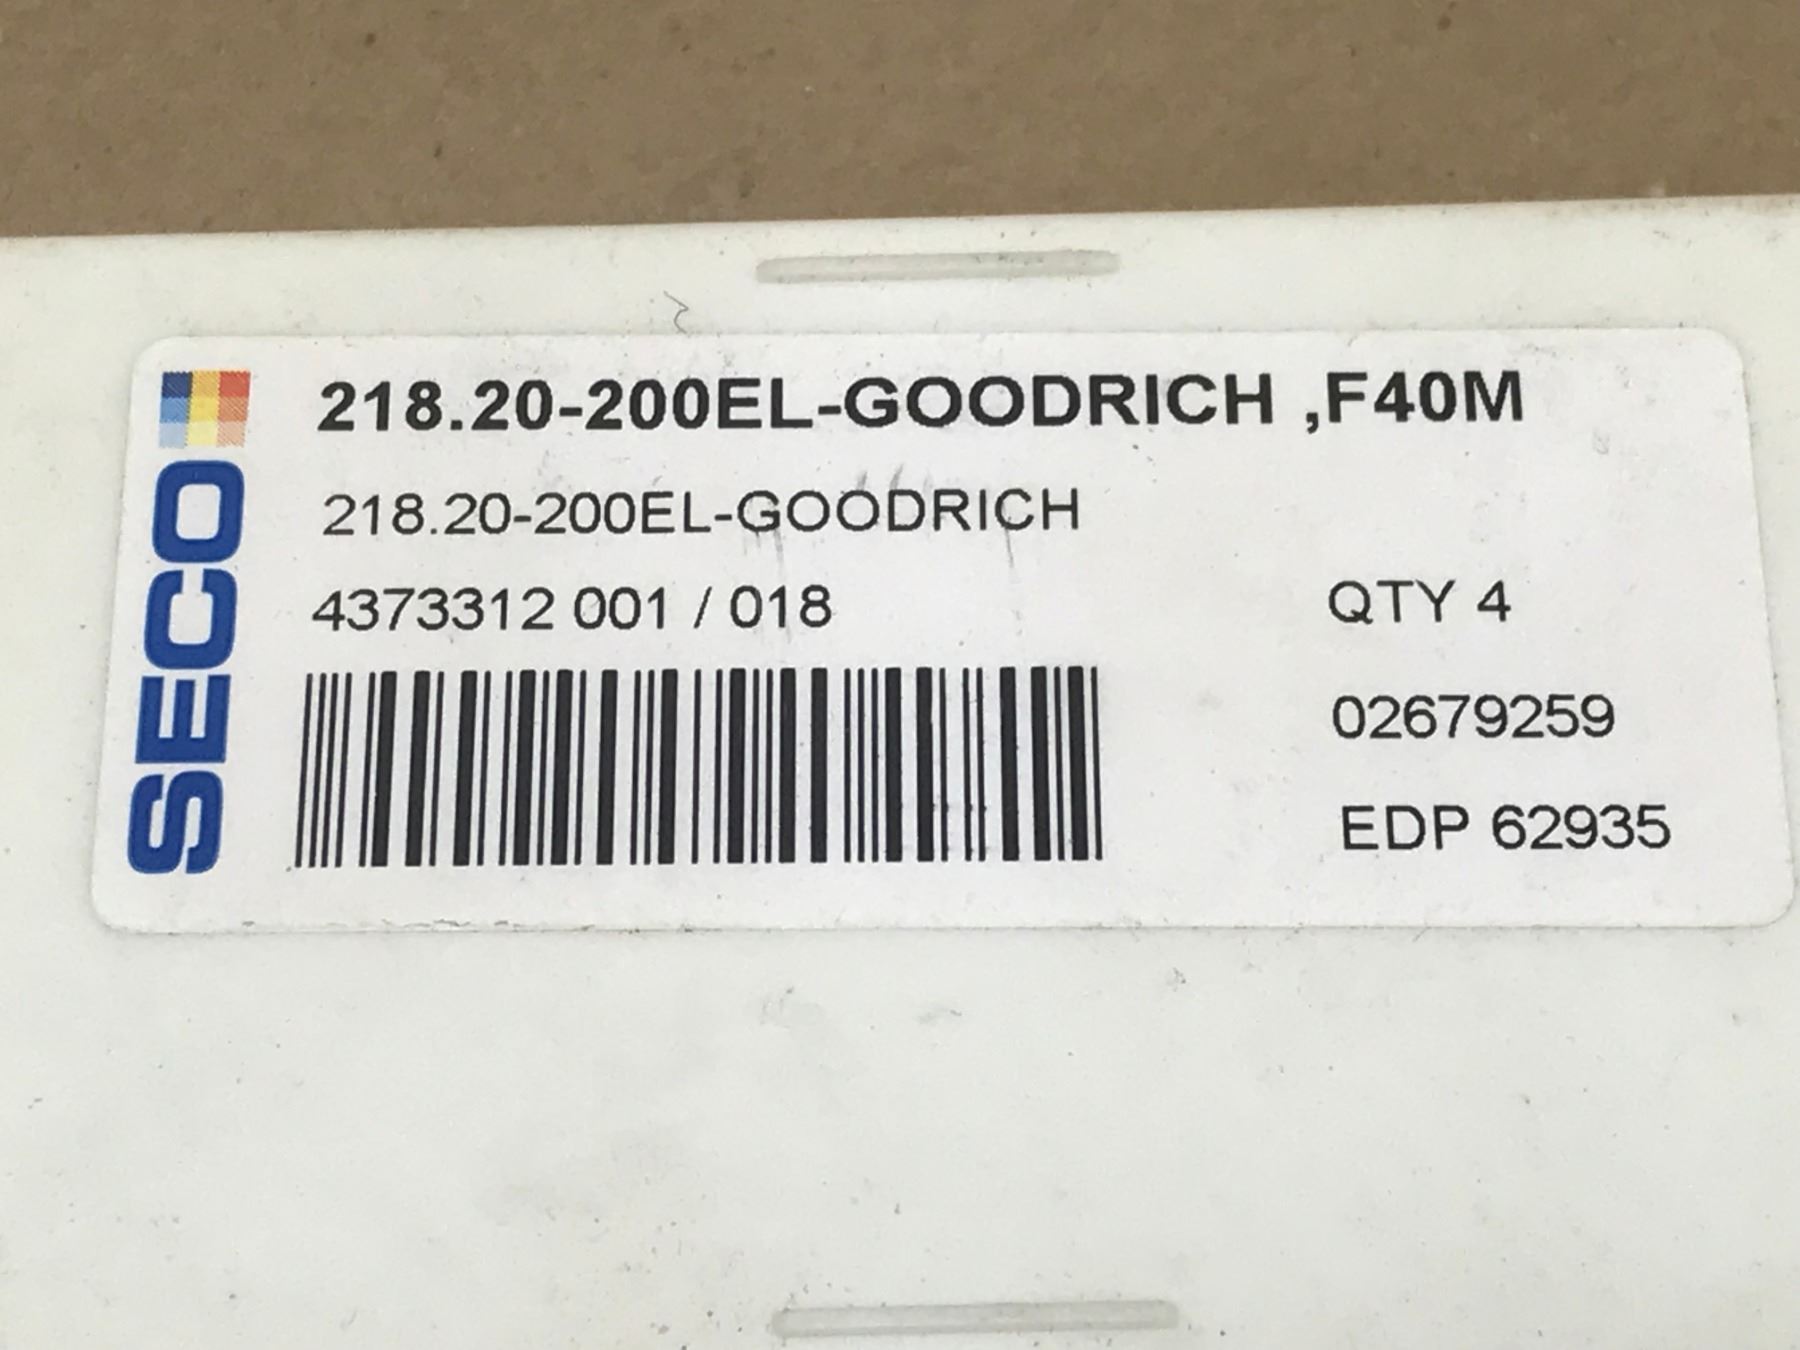 SECO
218.20-200EL-GOODRICH ,F40M
218.20-200EL-GOODRICH
4373312 001 / 018
QTY 4
02679259
EDP 62935